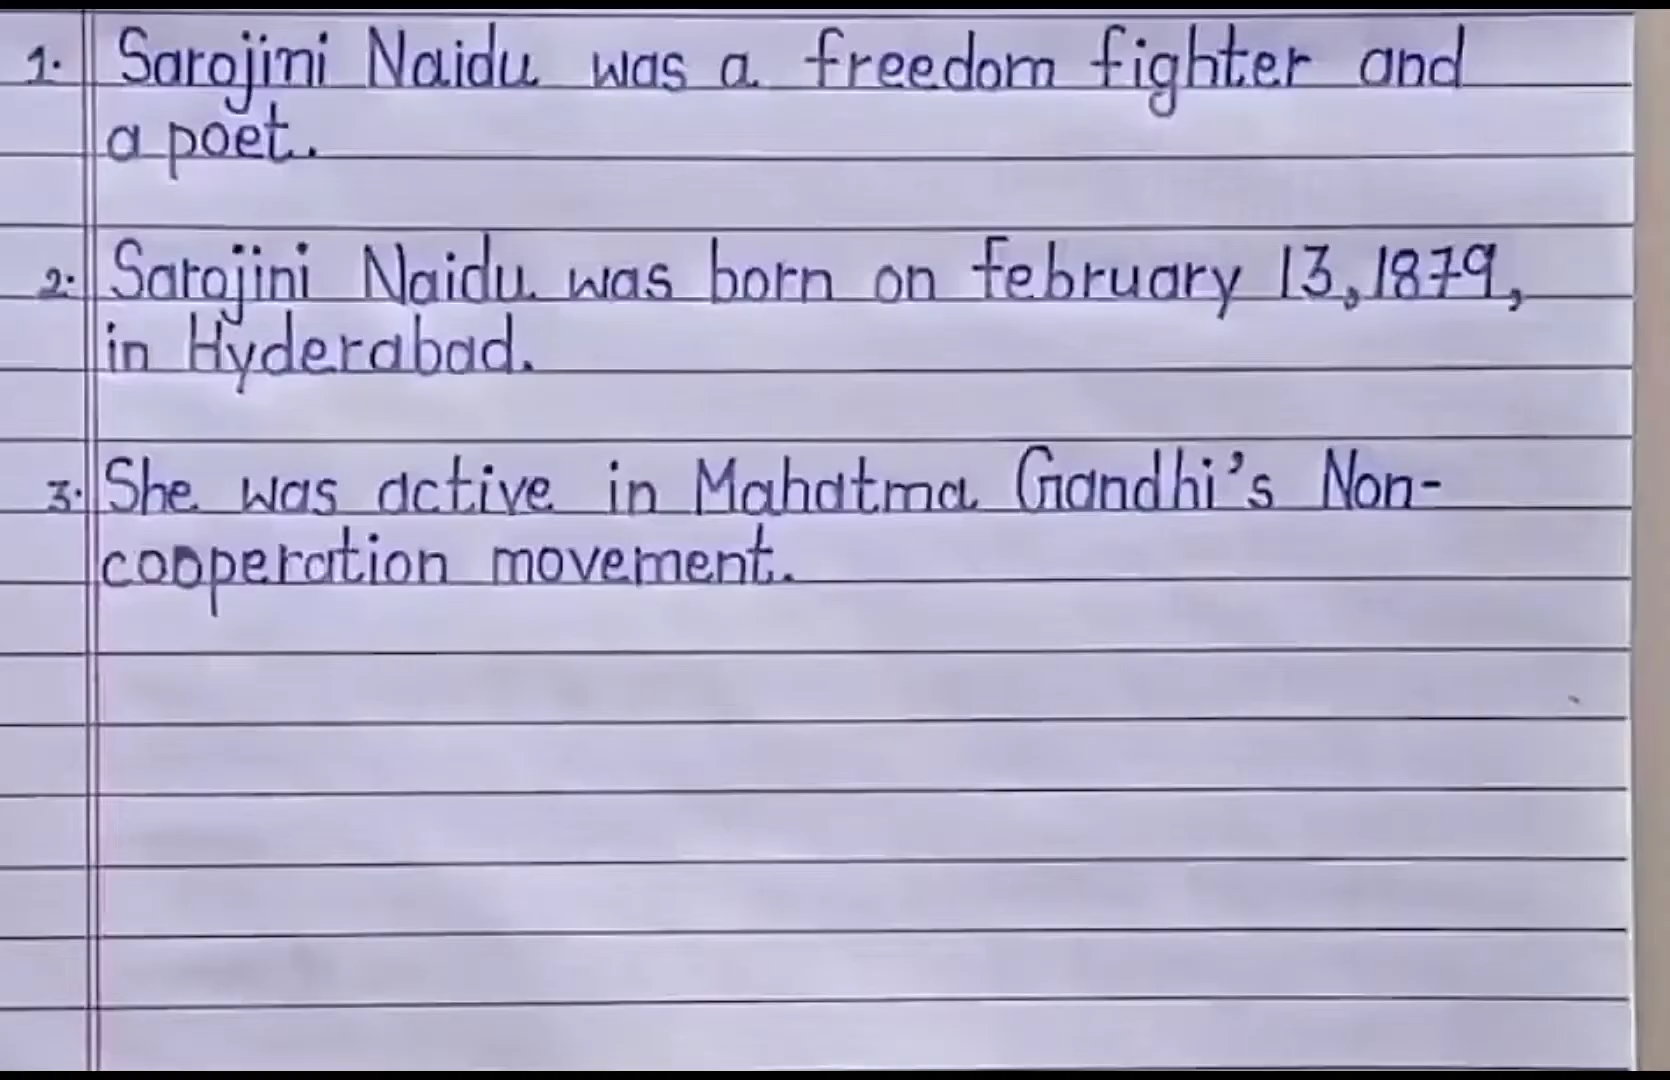 1. Sarojini Naidu was a freedom fighter and
a poet.
2. Sarojini Naidu was born on february 13, 1879,
in Hyderabad.
3. She was active in Mahatma Gandhi's Non-
cooperation movement.